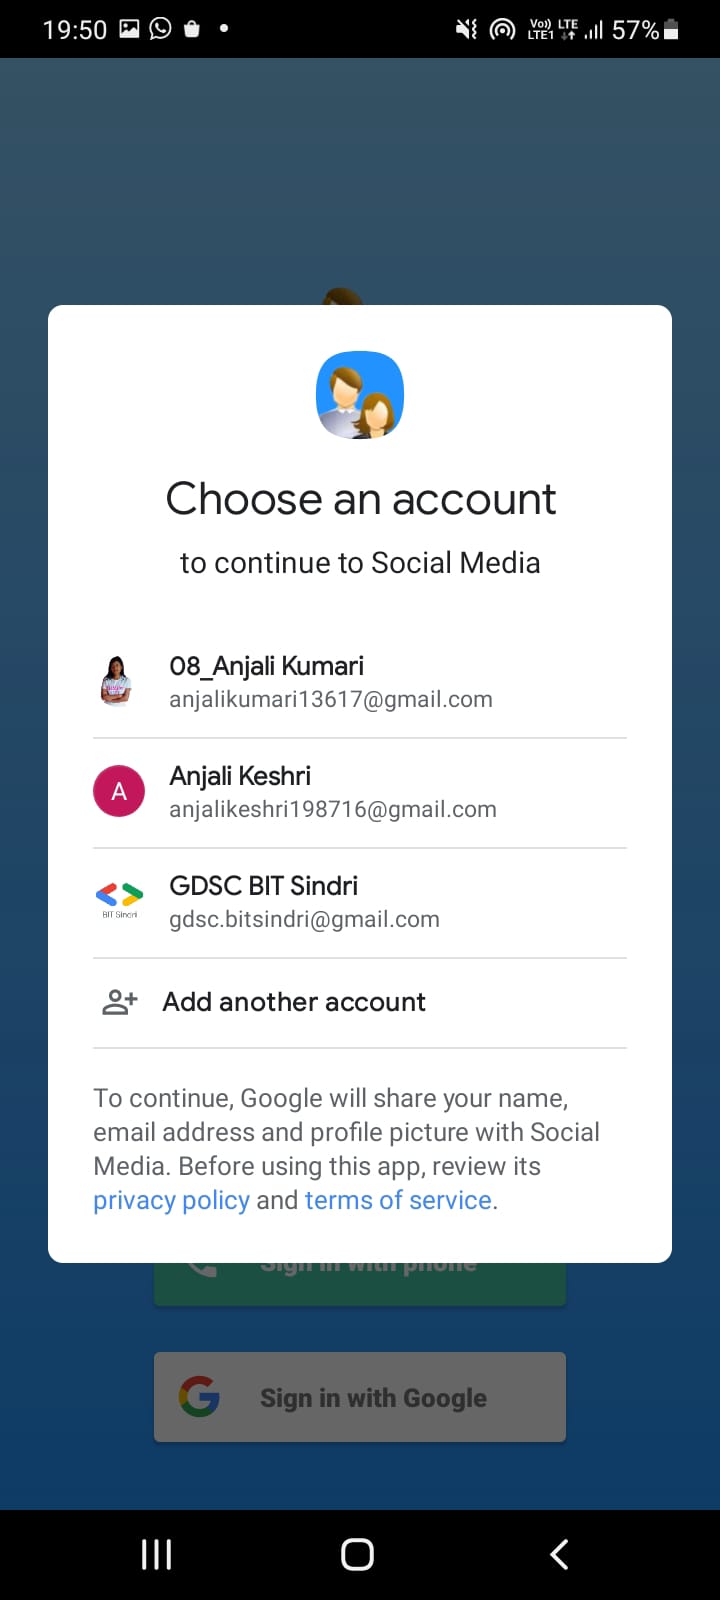 19:50
Vo)) LTE
LTE1
57%
Choose an account
to continue to Social Media
08_Anjali Kumari
anjalikumari13617@gmail.com
A
Anjali Keshri
anjalikeshri198716@gmail.com
GDSC BIT Sindri
BIT Sindri
gdsc.bitsindri@gmail.com
Add another account
To continue, Google will share your name,
email address and profile picture with Social
Media. Before using this app, review its
privacy policy and terms of service.
Sign in with phone
Sign in with Google